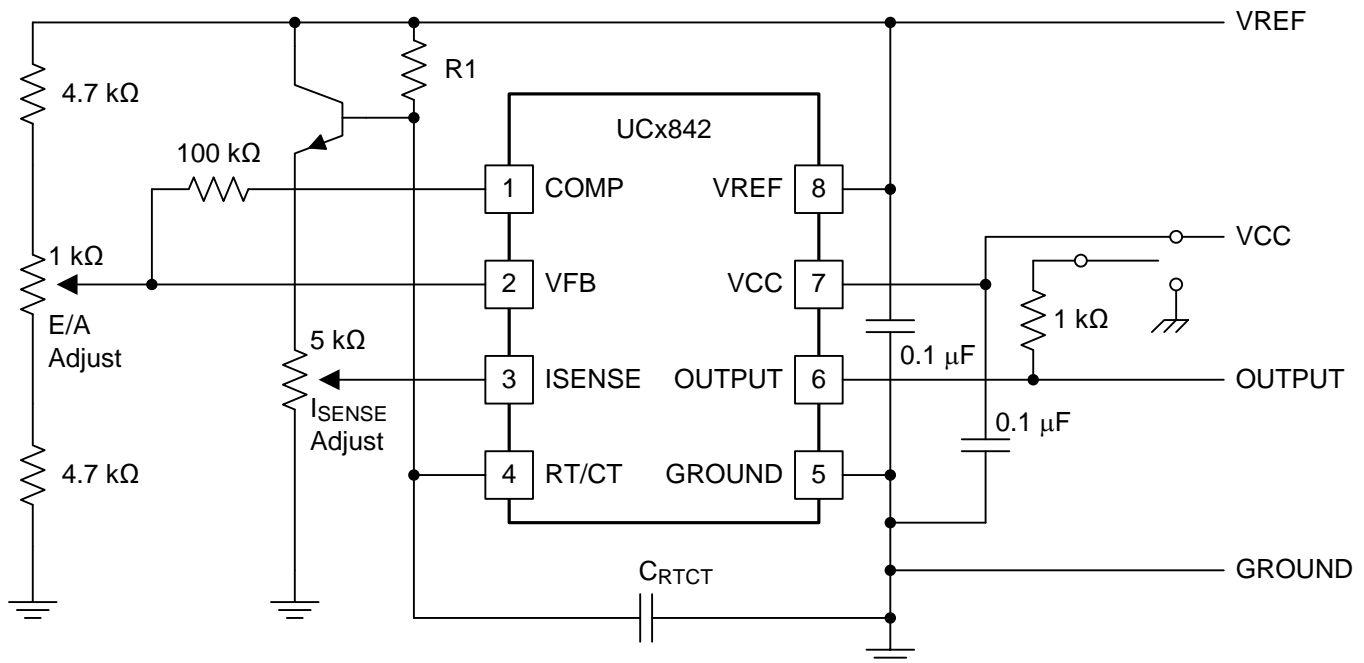 VREF
R1
4.7 kΩ
UCx842
100 kΩ
1 COMP
VREF 8
VCC
1 kΩ
E/A
Adjust
2 VFB
VCC 7
1 kΩ
0.1 µF
5 kΩ
ISENSE
Adjust
3 ISENSE
OUTPUT 6
OUTPUT
0.1 µF
4.7 kΩ
4 RT/CT
GROUND 5
CRTCT
GROUND